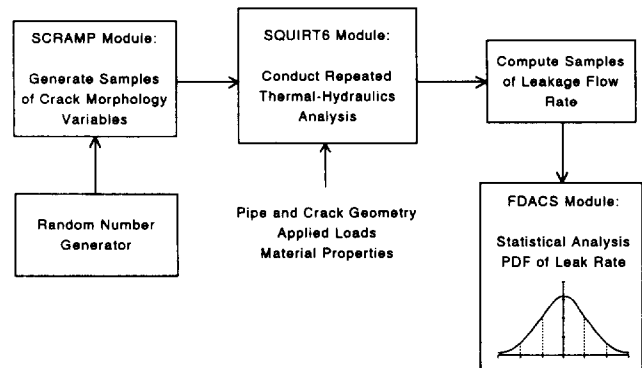 SCRAMP Module:
Generate Samples
of Crack Morphology
Variables
SQUIRT6 Module:
Conduct Repeated
Thermal-Hydraulics
Analysis
Compute Samples
of Leakage Flow
Rate
Random Number
Generator
Pipe and Crack Geometry
Applied Loads
Material Properties
FDACS Module:
Statistical Analysis
PDF of Leak Rate